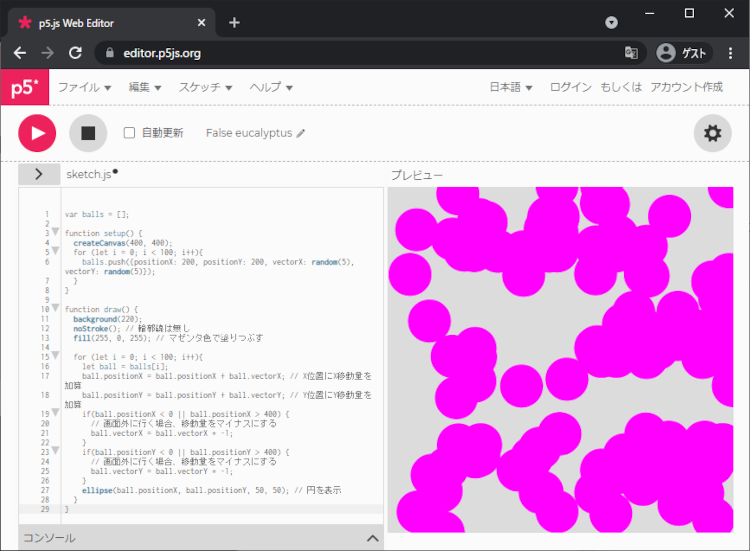 p5.js Web Editor
editor.p5js.org
ゲスト
p5*
ファイル 編集 スケッチ ヘルプ 日本語 ログイン もしくは アカウント作成
自動更新 False eucalyptus
sketch.js
プレビュー
1 var balls = [];
2
3 function setup() {
4 createCanvas(400, 400);
5 for (let i = 0; i < 100; i++){
6 balls.push({positionX: 200, positionY: 200, vectorX: random(5),
vectorY: random(5)});
7 }
8 }
9
10 function draw() {
11 background(220);
12 noStroke(); // 輪郭線は無し
13 fill(255, 0, 255); // マゼンタ色で塗りつぶす
14
15 for (let i = 0; i < 100; i++){
16 let ball = balls[i];
17 ball.positionX = ball.positionX + ball.vectorX; // X位置にX移動量を
加算
18 ball.positionY = ball.positionY + ball.vectorY; // Y位置にY移動量を
加算
19 if(ball.positionX < 0 || ball.positionX > 400) {
20 // 画面外に行く場合、移動量をマイナスにする
21 ball.vectorX = ball.vectorX * -1;
22 }
23 if(ball.positionY < 0 || ball.positionY > 400) {
24 // 画面外に行く場合、移動量をマイナスにする
25 ball.vectorY = ball.vectorY * -1;
26 }
27 ellipse(ball.positionX, ball.positionY, 50, 50); // 円を表示
28 }
29 }
コンソール